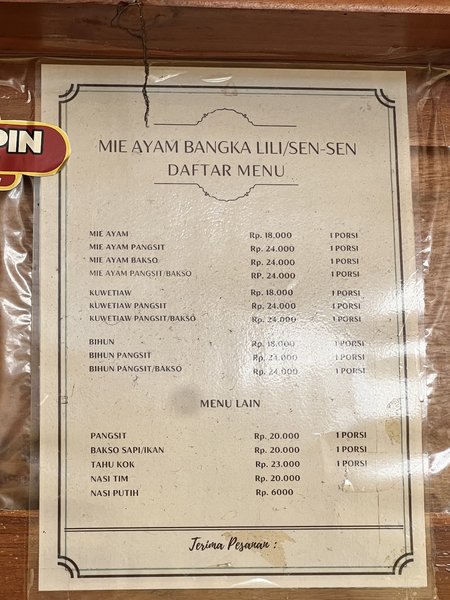 PIN
MIE AYAM BANGKA LILI/SEN-SEN
DAFTAR MENU
MIE AYAM Rp. 18.000 1 PORSI
MIE AYAM PANGSIT Rp. 24.000 1 PORSI
MIE AYAM BAKSO Rp. 24.000 1 PORSI
MIE AYAM PANGSIT/BAKSO RP. 24.000 1 PORSI
KUWETIAW Rp. 18.000 1 PORSI
KUWETIAW PANGSIT Rp. 24.000 1 PORSI
KUWETIAW PANGSIT/BAKSO Rp. 24.000 1 PORSI
BIHUN Rp. 18.000 1 PORSI
BIHUN PANGSIT Rp. 24.000 1 PORSI
BIHUN PANGSIT/BAKSO Rp. 24.000 1 PORSI
MENU LAIN
PANGSIT Rp. 20.000 1 PORSI
BAKSO SAPI/IKAN Rp. 20.000 1 PORSI
TAHU KOK Rp. 23.000 1 PORSI
NASI TIM Rp. 20.000
NASI PUTIH Rp. 6000
Terima Pesanan :